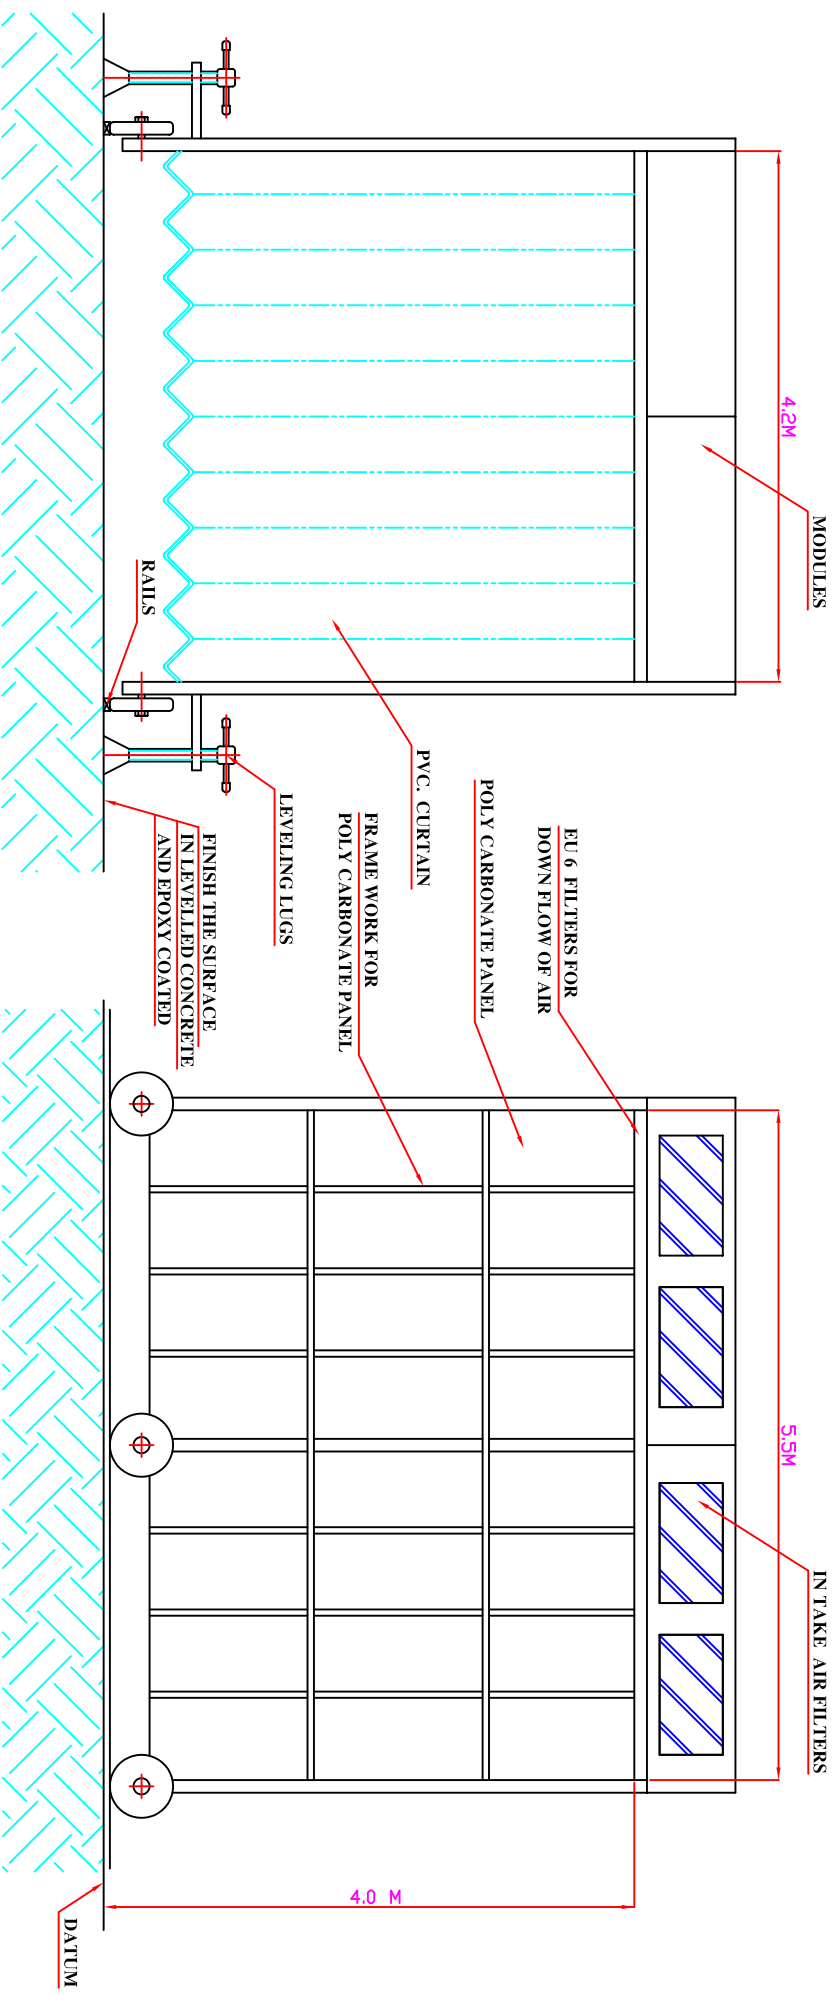 4.2M
MODULES
RAILS
PVC. CURTAIN
LEVELING LUGS
FINISH THE SURFACE
IN LEVELLED CONCRETE
AND EPOXY COATED
EU 6 FILTERS FOR
DOWN FLOW OF AIR
POLY CARBONATE PANEL
FRAME WORK FOR
POLY CARBONATE PANEL
5.5M
IN TAKE AIR FILTERS
4.0 M
DATUM